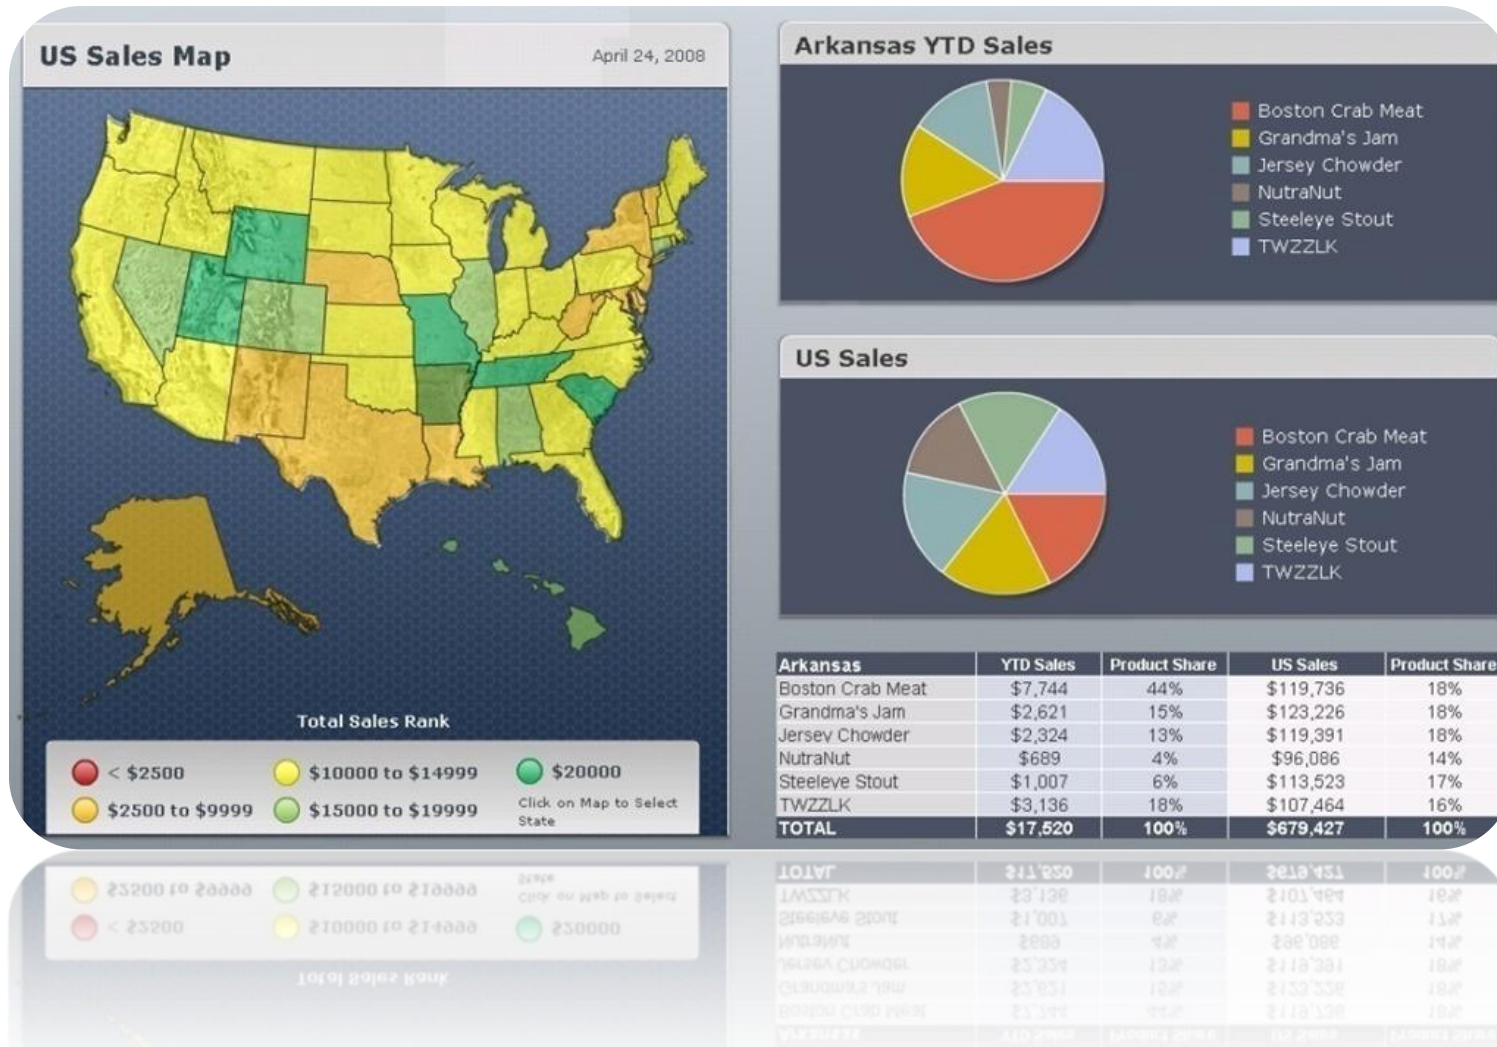 US Sales Map
April 24, 2008
Total Sales Rank
< $2500
$10000 to $14999
$20000
$2500 to $9999
$15000 to $19999
Click on Map to Select
State
Arkansas YTD Sales
Boston Crab Meat
Grandma's Jam
Jersey Chowder
NutraNut
Steeleye Stout
TWZZLK
US Sales
Boston Crab Meat
Grandma's Jam
Jersey Chowder
NutraNut
Steeleye Stout
TWZZLK
Arkansas YTD Sales Product Share US Sales Product Share
Boston Crab Meat $7,744 44% $119,736 18%
Grandma's Jam $2,621 15% $123,226 18%
Jersey Chowder $2,324 13% $119,391 18%
NutraNut $689 4% $96,086 14%
Steeleye Stout $1,007 6% $113,523 17%
TWZZLK $3,136 18% $107,464 16%
TOTAL $17,520 100% $679,427 100%